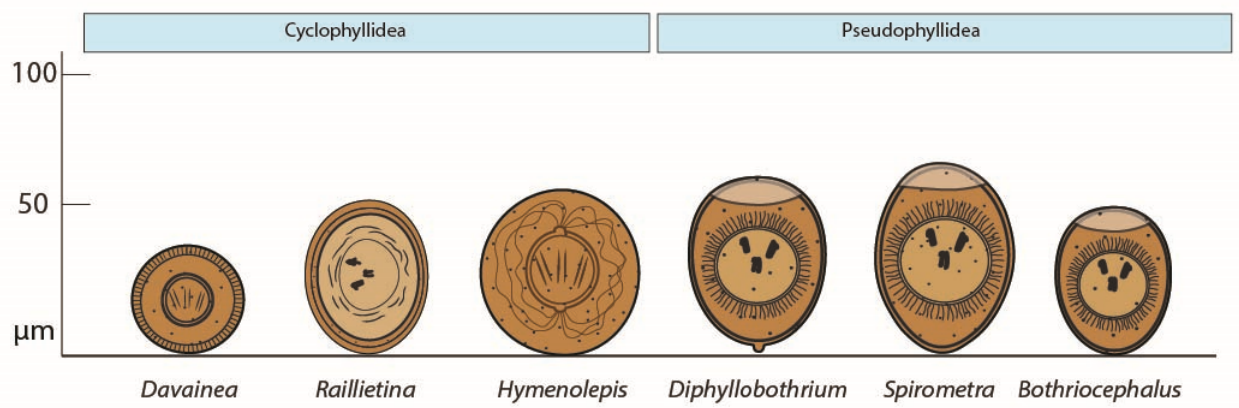 Cyclophyllidea
Pseudophyllidea
100
50
µm
Davainea
Raillietina
Hymenolepis
Diphyllobothrium
Spirometra
Bothriocephalus